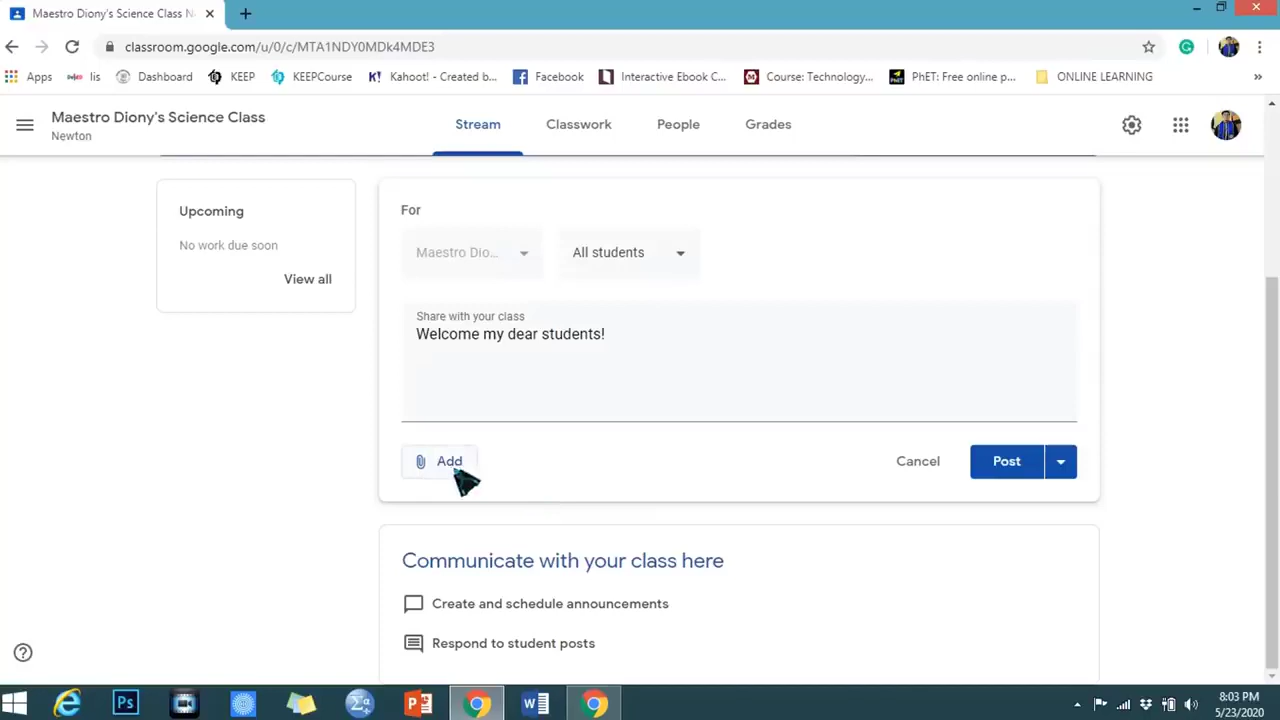 Maestro Diony's Science Class N
classroom.google.com/u/0/c/MTA1NDY0MDk4MDE3
Apps lis Dashboard KEEP KEEPCourse Kahoot! - Created b... Facebook Interactive Ebook C... Course: Technology... PhET: Free online p... ONLINE LEARNING »
Maestro Diony's Science Class
Newton
Stream Classwork People Grades
Upcoming
No work due soon
View all
For
Maestro Dio... All students
Share with your class
Welcome my dear students!
Add Cancel Post
Communicate with your class here
Create and schedule announcements
Respond to student posts
8:03 PM
5/23/2020